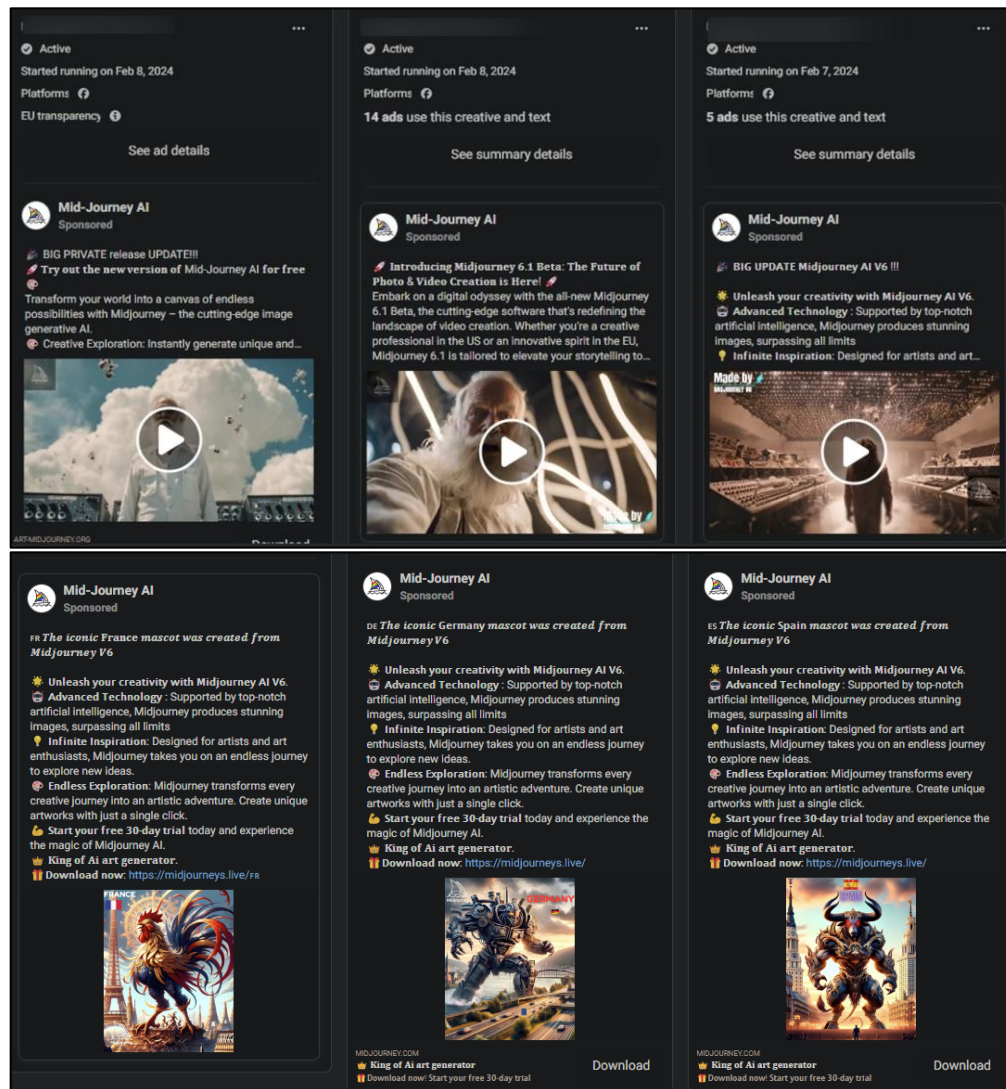 Active
Started running on Feb 8, 2024
Platforms
EU transparency
See ad details
Mid-Journey AI
Sponsored
🎉 BIG PRIVATE release UPDATE!!!
🚀 Try out the new version of Mid-Journey AI for free
🎨
Transform your world into a canvas of endless
possibilities with Midjourney – the cutting-edge image
generative AI.
🎨 Creative Exploration: Instantly generate unique and...
ART-MIDJOURNEY.ORG
Download
Active
Started running on Feb 8, 2024
Platforms
14 ads use this creative and text
See summary details
Mid-Journey AI
Sponsored
🚀 Introducing Midjourney 6.1 Beta: The Future of
Photo & Video Creation is Here! 🚀
Embark on a digital odyssey with the all-new Midjourney
6.1 Beta, the cutting-edge software that's redefining the
landscape of video creation. Whether you're a creative
professional in the US or an innovative spirit in the EU,
Midjourney 6.1 is tailored to elevate your storytelling to...
Made by
Active
Started running on Feb 7, 2024
Platforms
5 ads use this creative and text
See summary details
Mid-Journey AI
Sponsored
🎉 BIG UPDATE Midjourney AI V6 !!!
🌟 Unleash your creativity with Midjourney AI V6.
🤖 Advanced Technology : Supported by top-notch
artificial intelligence, Midjourney produces stunning
images, surpassing all limits
💡 Infinite Inspiration: Designed for artists and art...
Made by
MIDJOURNEY V6
Mid-Journey AI
Sponsored
FR The iconic France mascot was created from
Midjourney V6
🌟 Unleash your creativity with Midjourney AI V6.
🤖 Advanced Technology : Supported by top-notch
artificial intelligence, Midjourney produces stunning
images, surpassing all limits
💡 Infinite Inspiration: Designed for artists and art
enthusiasts, Midjourney takes you on an endless journey
to explore new ideas.
🎨 Endless Exploration: Midjourney transforms every
creative journey into an artistic adventure. Create unique
artworks with just a single click.
💪 Start your free 30-day trial today and experience
the magic of Midjourney AI.
👑 King of Ai art generator.
🎁 Download now: https://midjourneys.live/FR
FRANCE
Mid-Journey AI
Sponsored
DE The iconic Germany mascot was created from
Midjourney V6
🌟 Unleash your creativity with Midjourney AI V6.
🤖 Advanced Technology : Supported by top-notch
artificial intelligence, Midjourney produces stunning
images, surpassing all limits
💡 Infinite Inspiration: Designed for artists and art
enthusiasts, Midjourney takes you on an endless journey
to explore new ideas.
🎨 Endless Exploration: Midjourney transforms every
creative journey into an artistic adventure. Create unique
artworks with just a single click.
💪 Start your free 30-day trial today and experience the
magic of Midjourney AI.
👑 King of Ai art generator.
🎁 Download now: https://midjourneys.live/
GERMANY
MIDJOURNEY.COM
👑 King of Ai art generator
🎁 Download now! Start your free 30-day trial
Download
Mid-Journey AI
Sponsored
ES The iconic Spain mascot was created from
Midjourney V6
🌟 Unleash your creativity with Midjourney AI V6.
🤖 Advanced Technology : Supported by top-notch
artificial intelligence, Midjourney produces stunning
images, surpassing all limits
💡 Infinite Inspiration: Designed for artists and art
enthusiasts, Midjourney takes you on an endless journey
to explore new ideas.
🎨 Endless Exploration: Midjourney transforms every
creative journey into an artistic adventure. Create unique
artworks with just a single click.
💪 Start your free 30-day trial today and experience the
magic of Midjourney AI.
👑 King of Ai art generator.
🎁 Download now: https://midjourneys.live/
SPAIN
MIDJOURNEY.COM
👑 King of Ai art generator
🎁 Download now! Start your free 30-day trial
Download